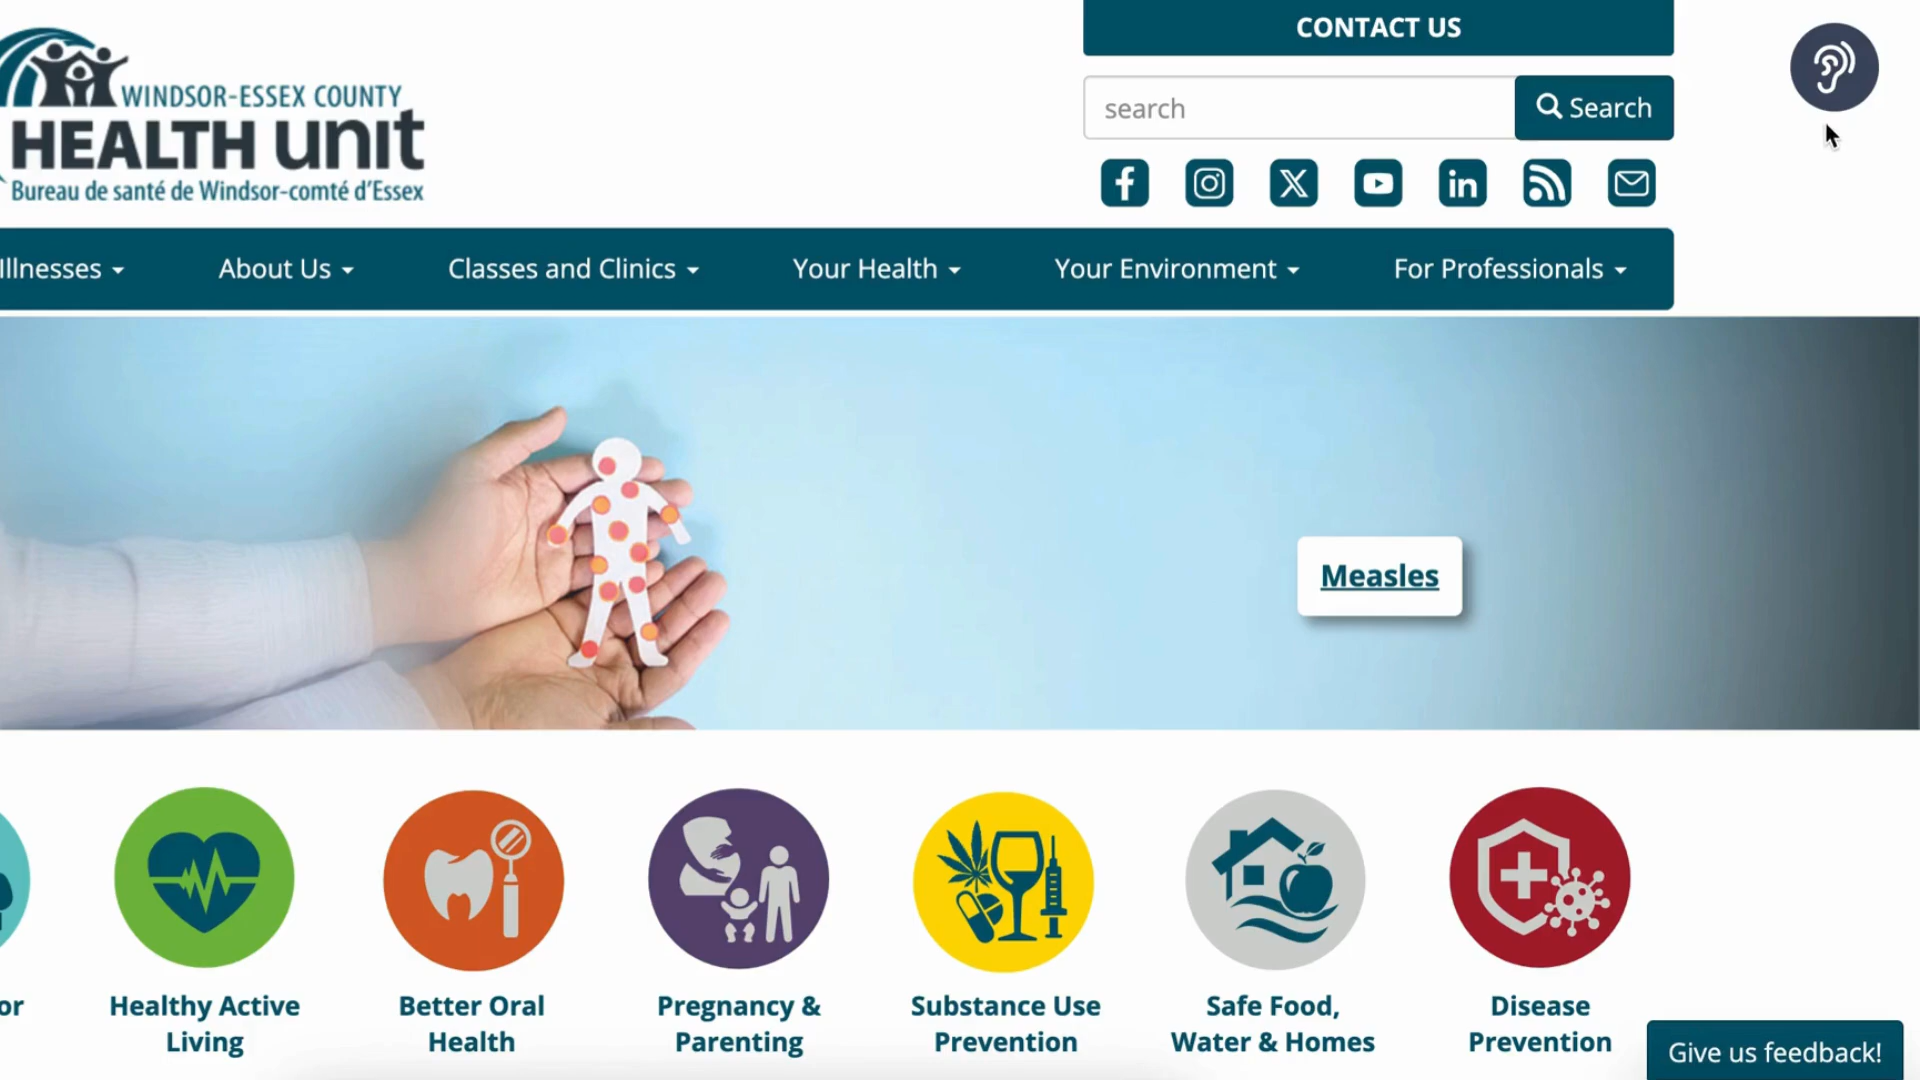 CONTACT US
WINDSOR-ESSEX COUNTY
HEALTH unit
Bureau de santé de Windsor-comté d'Essex
search
Search
Illnesses
About Us
Classes and Clinics
Your Health
Your Environment
For Professionals
Measles
or
Healthy Active
Living
Better Oral
Health
Pregnancy &
Parenting
Substance Use
Prevention
Safe Food,
Water & Homes
Disease
Prevention
Give us feedback!